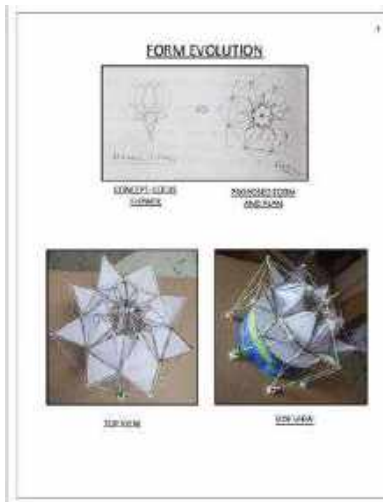 FORM EVOLUTION
CONCEPT- LOTUS
FLOWER
PROPOSED FORM
AND PLAN
TOP VIEW
SIDE VIEW